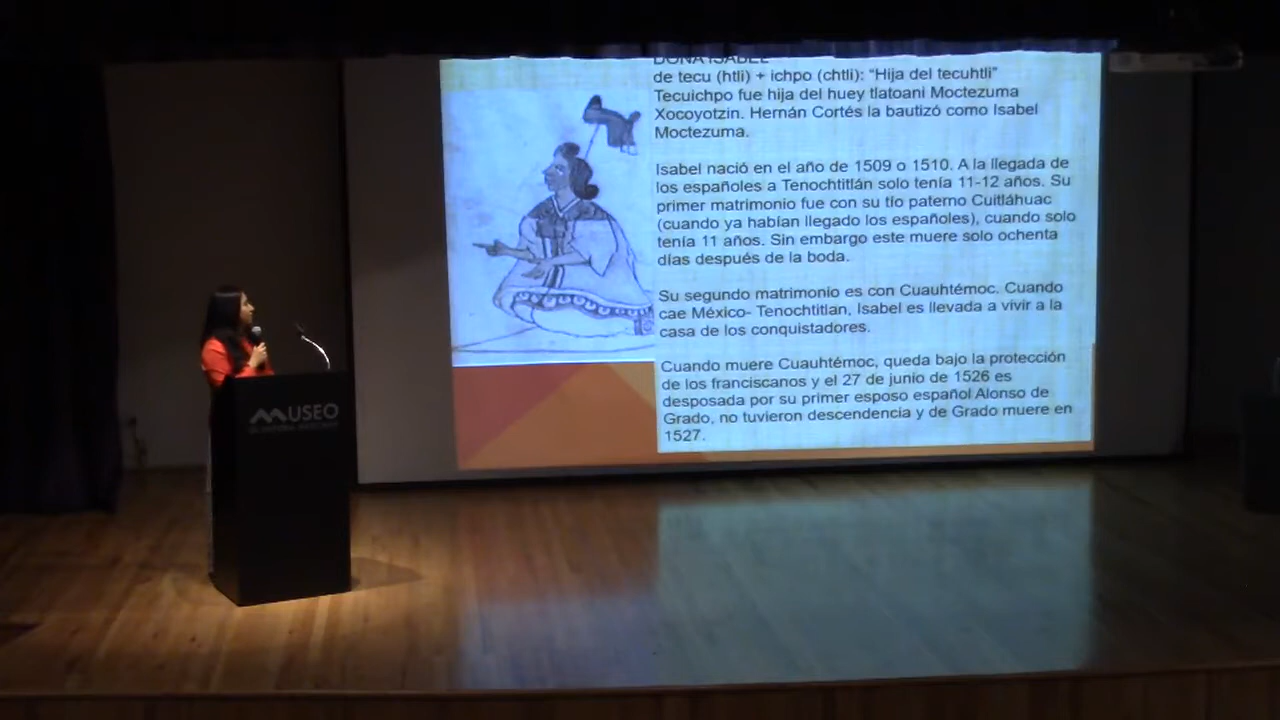 DOÑA ISABEL
de tecu (htli) + ichpo (chtli): “Hija del tecuhtli”
Tecuichpo fue hija del huey tlatoani Moctezuma
Xocoyotzin. Hernán Cortés la bautizó como Isabel
Moctezuma.
Isabel nació en el año de 1509 o 1510. A la llegada de
los españoles a Tenochtitlán solo tenía 11-12 años. Su
primer matrimonio fue con su tío paterno Cuitláhuac
(cuando ya habían llegado los españoles), cuando solo
tenía 11 años. Sin embargo este muere solo ochenta
días después de la boda.
Su segundo matrimonio es con Cuauhtémoc. Cuando
cae México- Tenochtitlan, Isabel es llevada a vivir a la
casa de los conquistadores.
Cuando muere Cuauhtémoc, queda bajo la protección
de los franciscanos y el 27 de junio de 1526 es
desposada por su primer esposo español Alonso de
Grado, no tuvieron descendencia y de Grado muere en
1527.
MUSEO